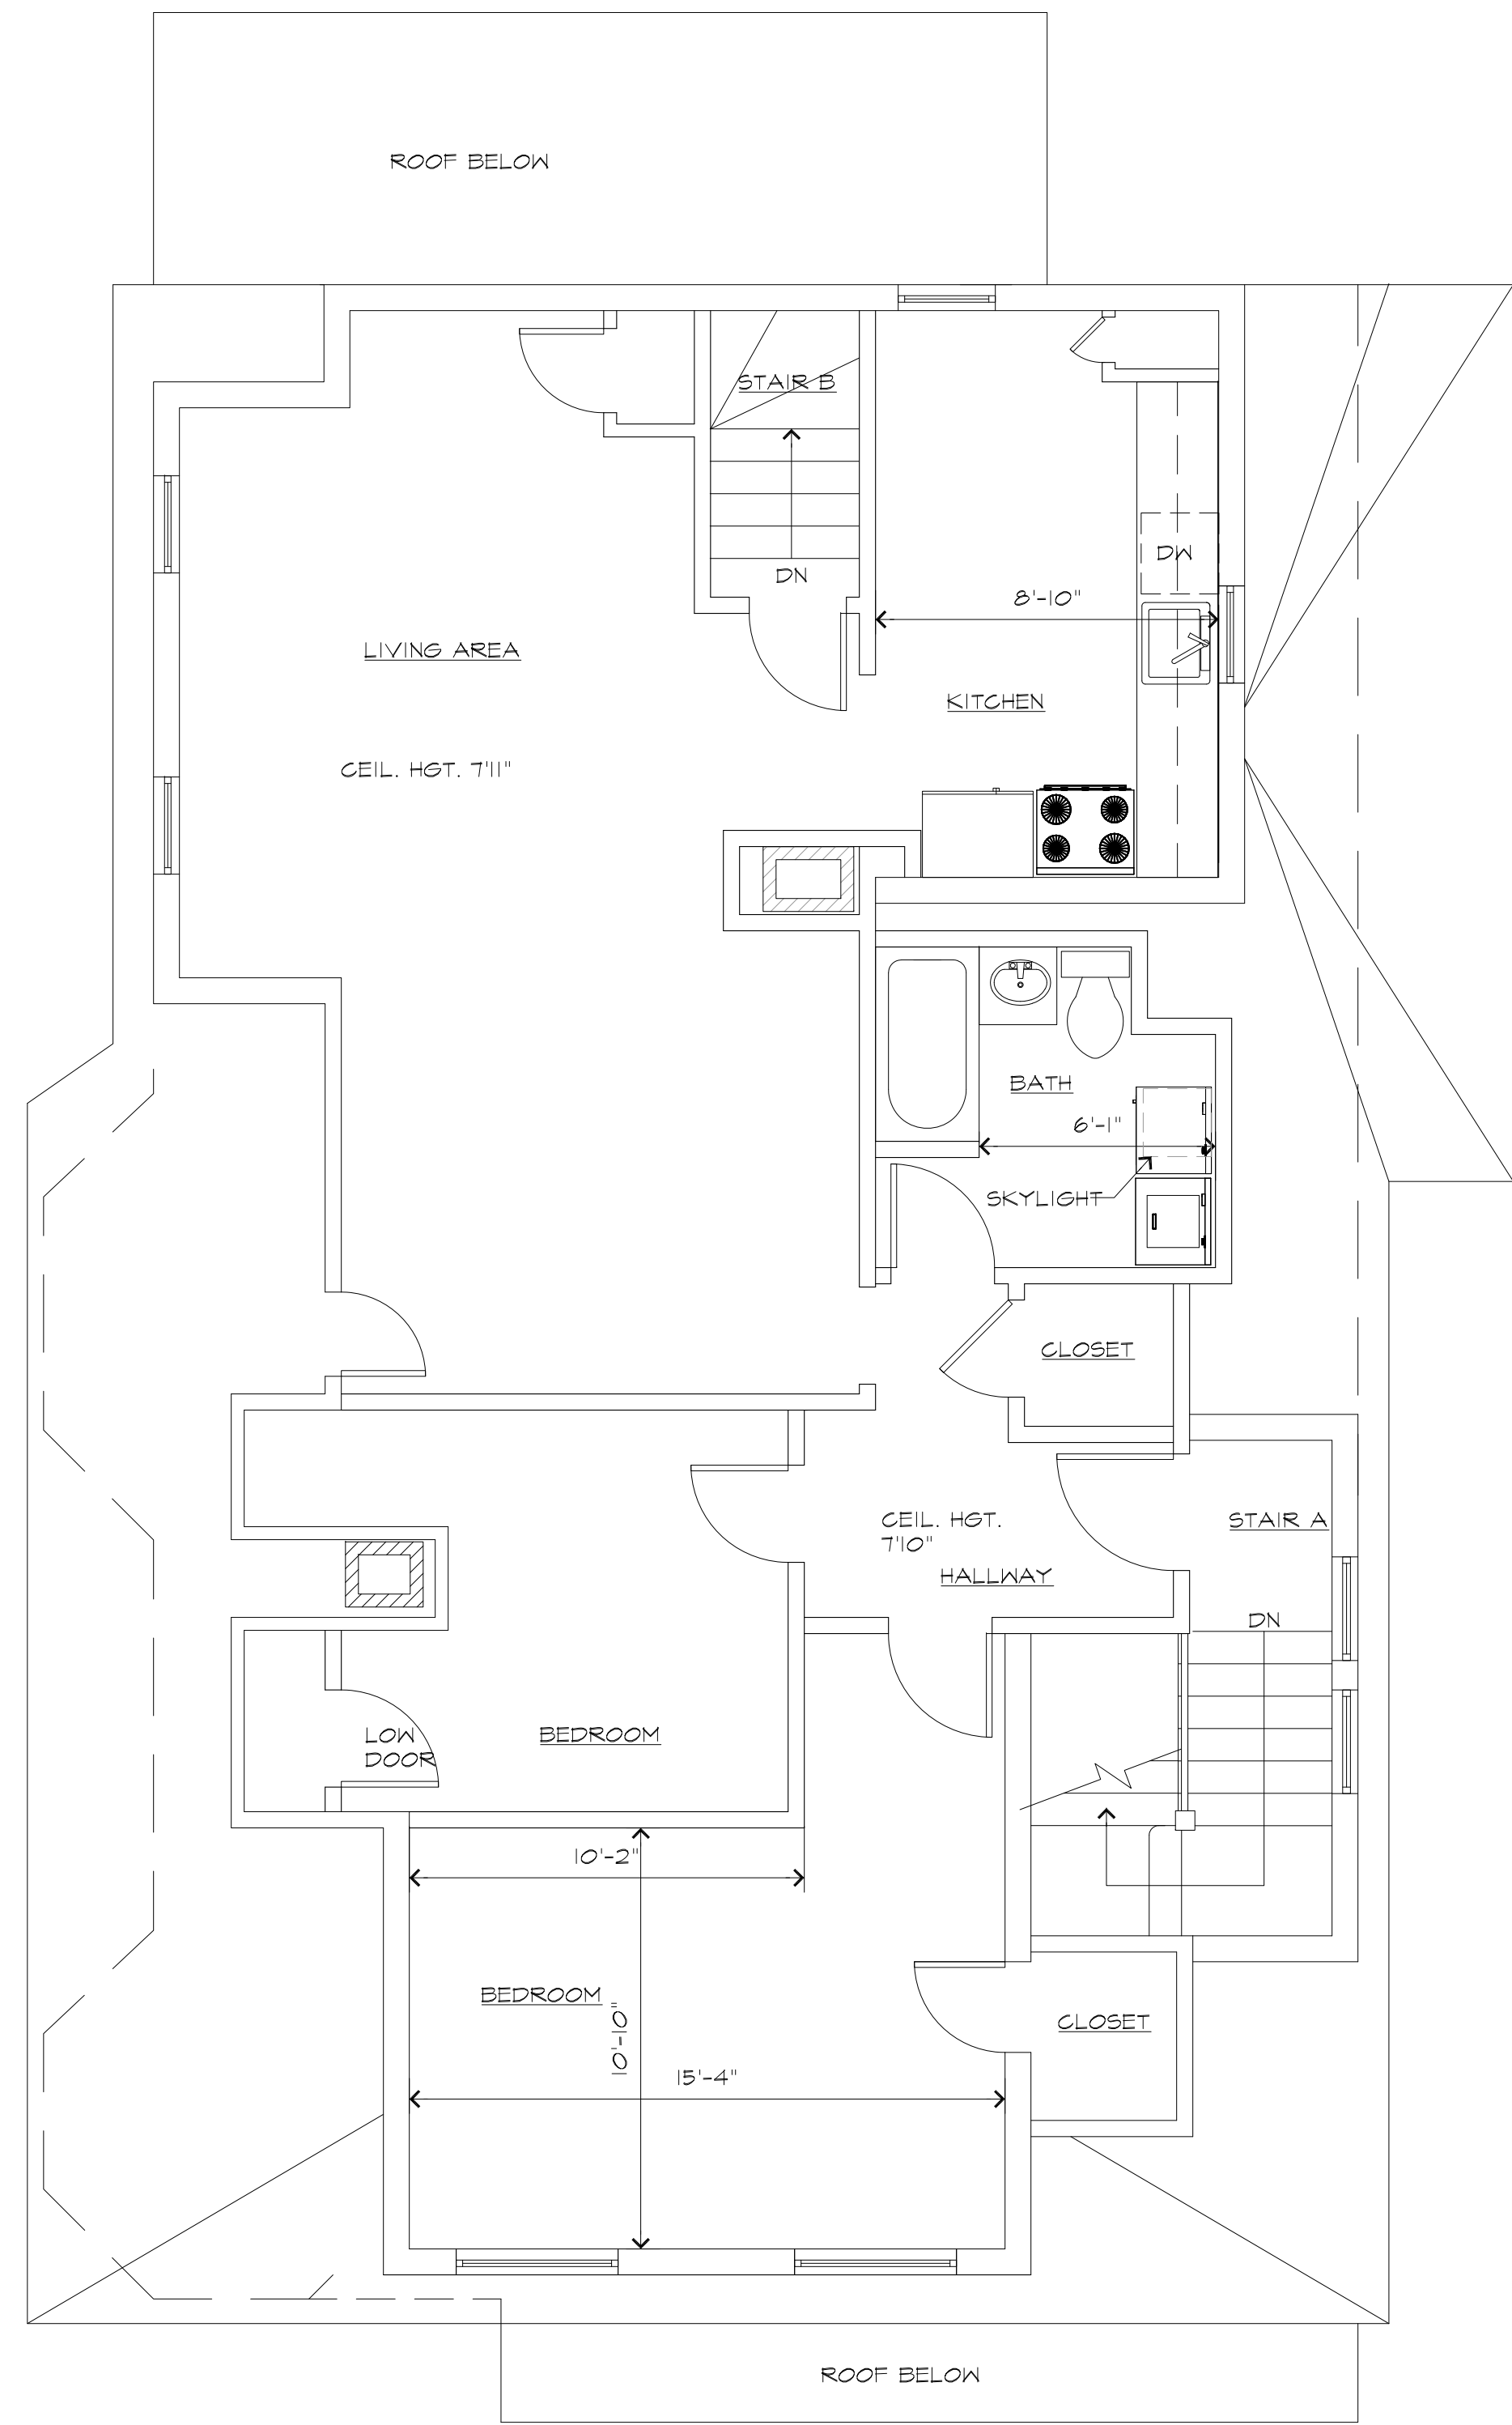 ROOF BELOW
STAIR B
DN
DW
8'-10"
LIVING AREA
KITCHEN
CEIL. HGT. 7'11"
BATH
6'-1"
SKYLIGHT
CLOSET
CEIL. HGT.
7'10"
STAIR A
HALLWAY
DN
LOW
DOOR
BEDROOM
10'-2"
BEDROOM
10'-10"
CLOSET
15'-4"
ROOF BELOW